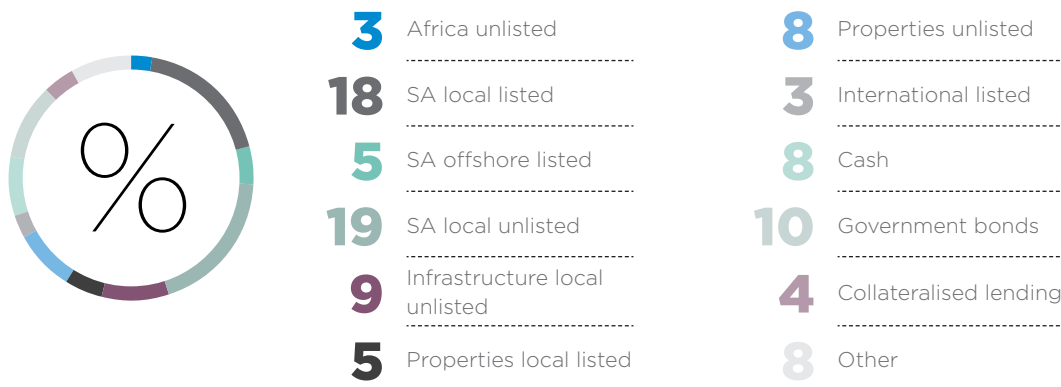 %
3 Africa unlisted
18 SA local listed
5 SA offshore listed
19 SA local unlisted
9 Infrastructure local
unlisted
5 Properties local listed
8 Properties unlisted
3 International listed
8 Cash
10 Government bonds
4 Collateralised lending
8 Other